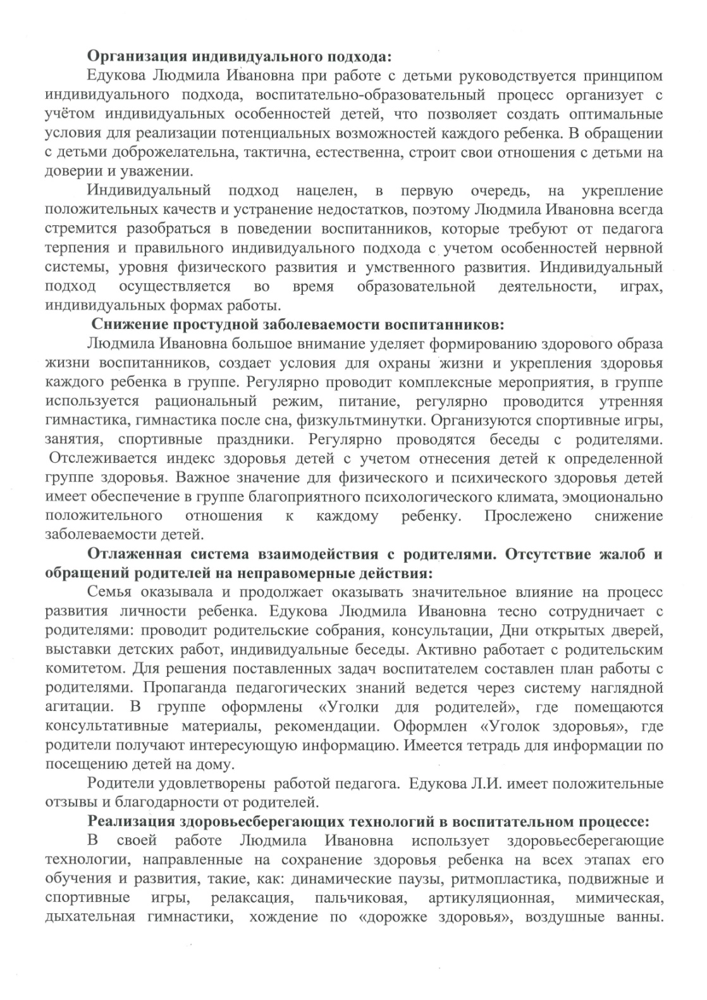 Организация индивидуального подхода:
Едукова Людмила Ивановна при работе с детьми руководствуется принципом
индивидуального подхода, воспитательно-образовательный процесс организует с
учётом индивидуальных особенностей детей, что позволяет создать оптимальные
условия для реализации потенциальных возможностей каждого ребенка. В обращении
с детьми доброжелательна, тактична, естественна, строит свои отношения с детьми на
доверии и уважении.
Индивидуальный подход нацелен, в первую очередь, на укрепление
положительных качеств и устранение недостатков, поэтому Людмила Ивановна всегда
стремится разобраться в поведении воспитанников, которые требуют от педагога
терпения и правильного индивидуального подхода с учетом особенностей нервной
системы, уровня физического развития и умственного развития. Индивидуальный
подход осуществляется во время образовательной деятельности, играх,
индивидуальных формах работы.
Снижение простудной заболеваемости воспитанников:
Людмила Ивановна большое внимание уделяет формированию здорового образа
жизни воспитанников, создает условия для охраны жизни и укрепления здоровья
каждого ребенка в группе. Регулярно проводит комплексные мероприятия, в группе
используется рациональный режим, питание, регулярно проводится утренняя
гимнастика, гимнастика после сна, физкультминутки. Организуются спортивные игры,
занятия, спортивные праздники. Регулярно проводятся беседы с родителями.
Отслеживается индекс здоровья детей с учетом отнесения детей к определенной
группе здоровья. Важное значение для физического и психического здоровья детей
имеет обеспечение в группе благоприятного психологического климата, эмоционально
положительного отношения к каждому ребенку. Прослежено снижение
заболеваемости детей.
Отлаженная система взаимодействия с родителями. Отсутствие жалоб и
обращений родителей на неправомерные действия:
Семья оказывала и продолжает оказывать значительное влияние на процесс
развития личности ребенка. Едукова Людмила Ивановна тесно сотрудничает с
родителями: проводит родительские собрания, консультации, Дни открытых дверей,
выставки детских работ, индивидуальные беседы. Активно работает с родительским
комитетом. Для решения поставленных задач воспитателем составлен план работы с
родителями. Пропаганда педагогических знаний ведется через систему наглядной
агитации. В группе оформлены «Уголки для родителей», где помещаются
консультативные материалы, рекомендации. Оформлен «Уголок здоровья», где
родители получают интересующую информацию. Имеется тетрадь для информации по
посещению детей на дому.
Родители удовлетворены работой педагога. Едукова Л.И. имеет положительные
отзывы и благодарности от родителей.
Реализация здоровьесберегающих технологий в воспитательном процессе:
В своей работе Людмила Ивановна использует здоровьесберегающие
технологии, направленные на сохранение здоровья ребенка на всех этапах его
обучения и развития, такие, как: динамические паузы, ритмопластика, подвижные и
спортивные игры, релаксация, пальчиковая, артикуляционная, мимическая,
дыхательная гимнастики, хождение по «дорожке здоровья», воздушные ванны.